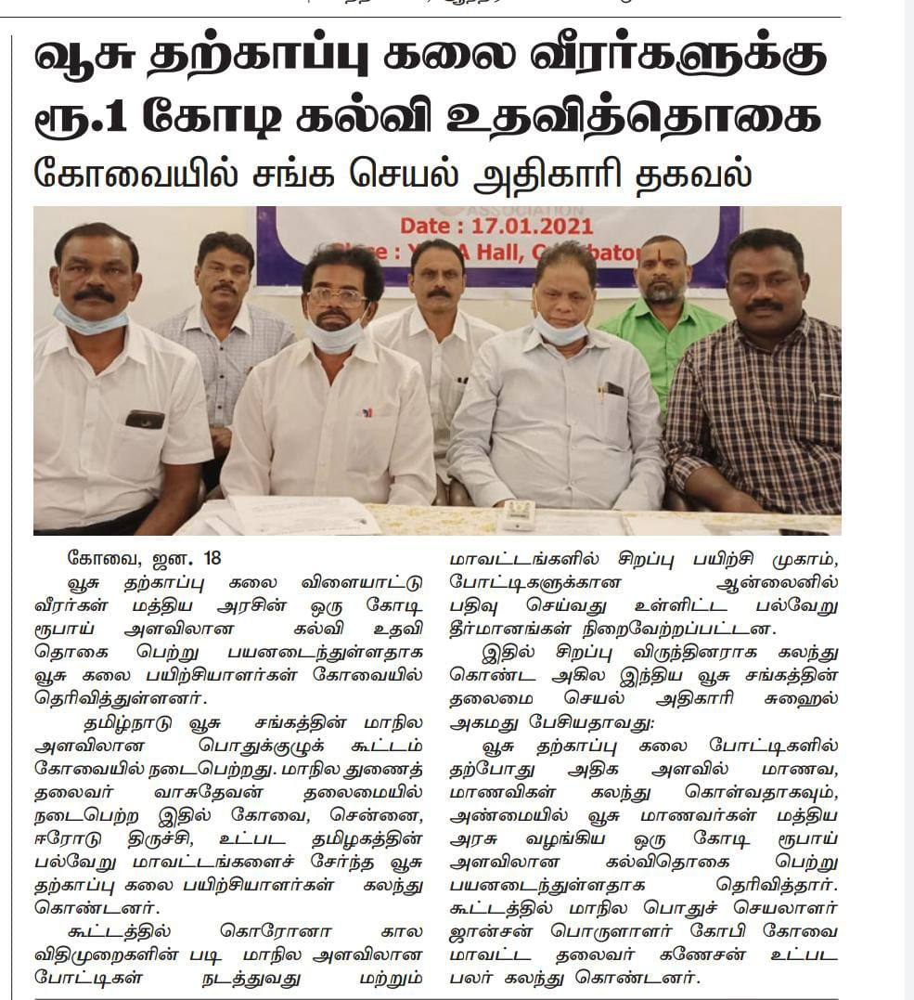 வூசு தற்காப்பு கலை வீரர்களுக்கு
ரூ.1 கோடி கல்வி உதவித்தொகை
கோவையில் சங்க செயல் அதிகாரி தகவல்
ASSOCIATION
Date : 17.01.2021
Hall,
கோவை, ஜன. 18
வூசு தற்காப்பு கலை விளையாட்டு
வீரர்கள் மத்திய அரசின் ஒரு கோடி
ரூபாய் அளவிலான கல்வி உதவி
தொகை பெற்று பயனடைந்துள்ளதாக
வூசு கலை பயிற்சியாளர்கள் கோவையில்
தெரிவித்துள்ளனர்.
தமிழ்நாடு வூசு சங்கத்தின் மாநில
அளவிலான பொதுக்குழுக் கூட்டம்
கோவையில் நடைபெற்றது. மாநில துணைத்
தலைவர் வாசுதேவன் தலைமையில்
நடைபெற்ற இதில் கோவை, சென்னை,
ஈரோடு திருச்சி, உட்பட தமிழகத்தின்
பல்வேறு மாவட்டங்களைச் சேர்ந்த வூசு
தற்காப்பு கலை பயிற்சியாளர்கள் கலந்து
கொண்டனர்.
கூட்டத்தில் கொரோனா கால
விதிமுறைகளின் படி மாநில அளவிலான
போட்டிகள் நடத்துவது மற்றும்
மாவட்டங்களில் சிறப்பு பயிற்சி முகாம்,
போட்டிகளுக்கான ஆன்லைனில்
பதிவு செய்வது உள்ளிட்ட பல்வேறு
தீர்மானங்கள் நிறைவேற்றப்பட்டன.
இதில் சிறப்பு விருந்தினராக கலந்து
கொண்ட அகில இந்திய வூசு சங்கத்தின்
தலைமை செயல் அதிகாரி சுஹைல்
அகமது பேசியதாவது:
வூசு தற்காப்பு கலை போட்டிகளில்
தற்போது அதிக அளவில் மாணவ,
மாணவிகள் கலந்து கொள்வதாகவும்,
அண்மையில் வூசு மாணவர்கள் மத்திய
அரசு வழங்கிய ஒரு கோடி ரூபாய்
அளவிலான கல்விதொகை பெற்று
பயனடைந்துள்ளதாக தெரிவித்தார்.
கூட்டத்தில் மாநில பொதுச் செயலாளர்
ஜான்சன் பொருளாளர் கோபி கோவை
மாவட்ட தலைவர் கணேசன் உட்பட
பலர் கலந்து கொண்டனர்.